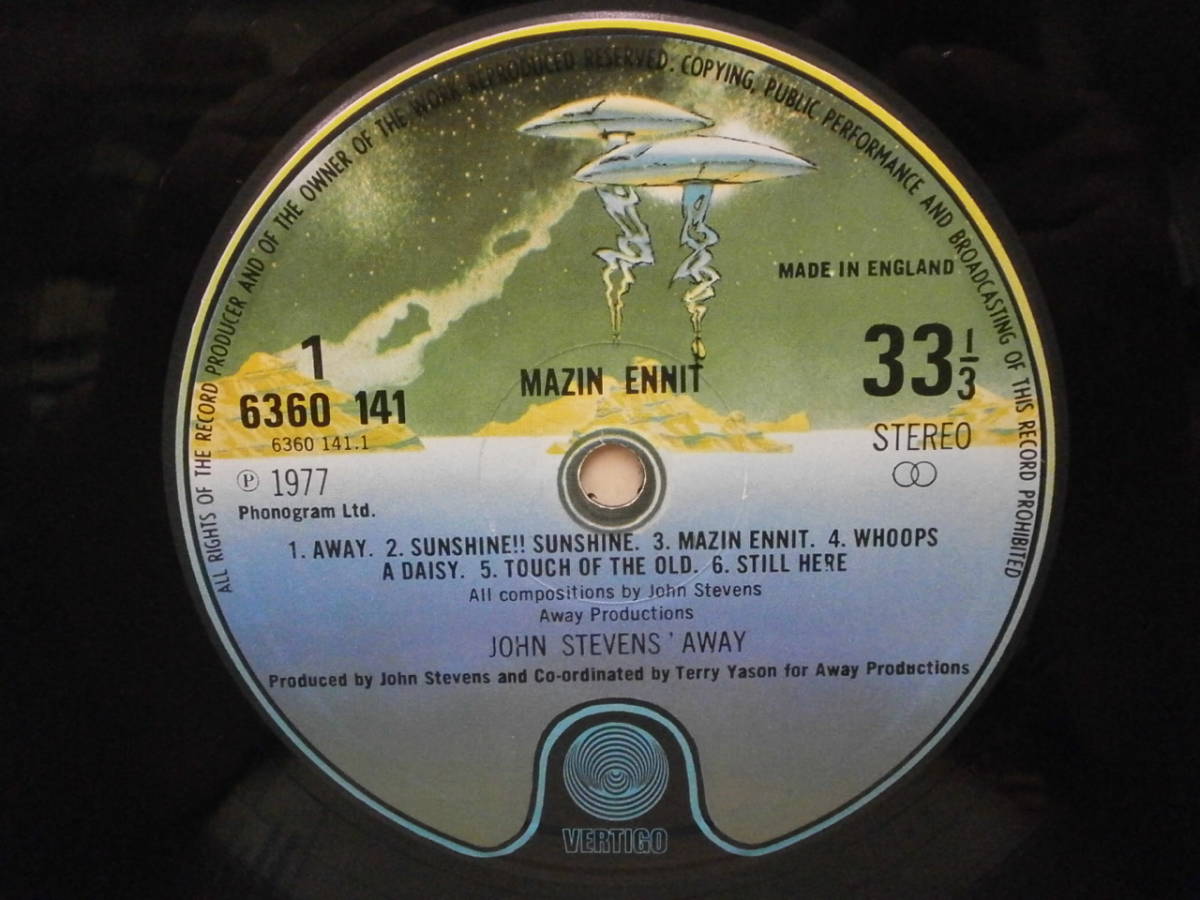 ALL RIGHTS OF THE RECORD PRODUCER AND OF THE OWNER OF THE WORK REPRODUCED RESERVED. COPYING, PUBLIC PERFORMANCE AND BROADCASTING OF THIS RECORD PROHIBITED
MADE IN ENGLAND
1
6360 141
6360 141.1
MAZIN ENNIT
33 1/3
STEREO
Ⓟ 1977
Phonogram Ltd.
1. AWAY. 2. SUNSHINE!! SUNSHINE. 3. MAZIN ENNIT. 4. WHOOPS
A DAISY. 5. TOUCH OF THE OLD. 6. STILL HERE
All compositions by John Stevens
Away Productions
JOHN STEVENS' AWAY
Produced by John Stevens and Co-ordinated by Terry Yason for Away Productions
VERTIGO